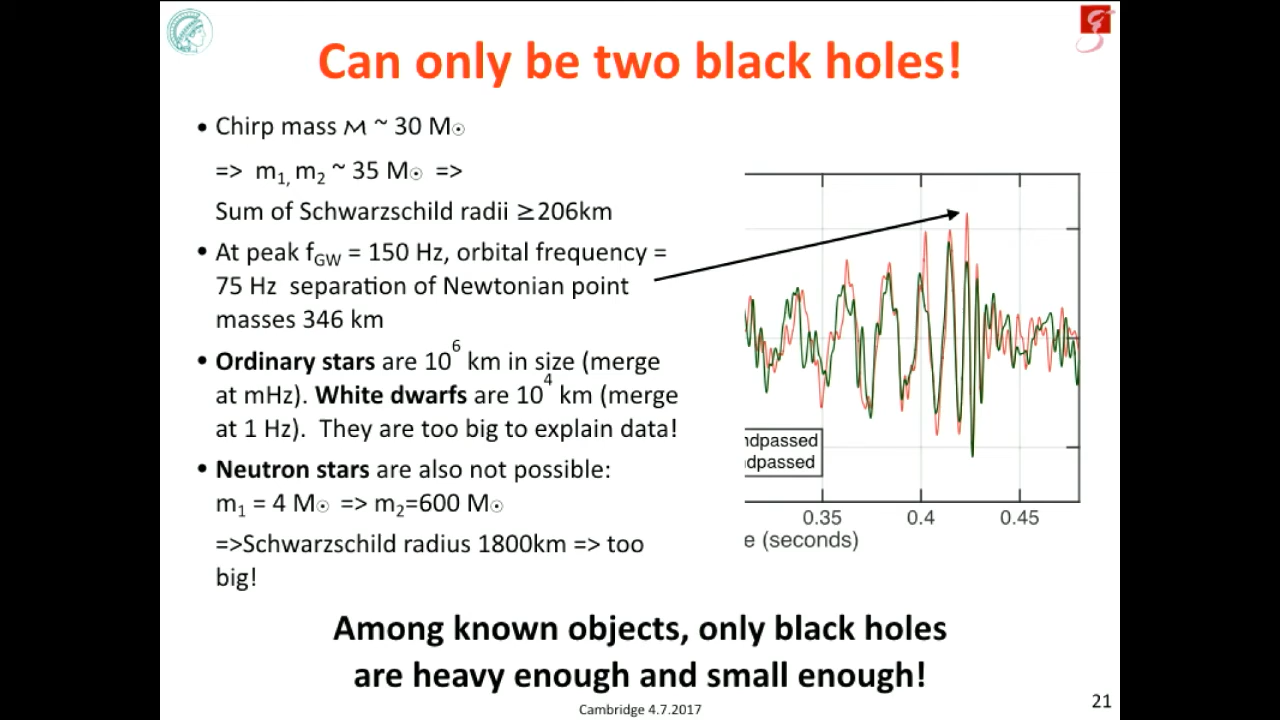 Can only be two black holes!
• Chirp mass ℳ ~ 30 M☉
=> m₁, m₂ ~ 35 M☉ =>
Sum of Schwarzschild radii ≥206km
• At peak fGW = 150 Hz, orbital frequency =
75 Hz separation of Newtonian point
masses 346 km
• Ordinary stars are 10⁶ km in size (merge
at mHz). White dwarfs are 10⁴ km (merge
at 1 Hz). They are too big to explain data!
• Neutron stars are also not possible:
m₁ = 4 M☉ => m₂=600 M☉
=>Schwarzschild radius 1800km => too
big!
ndpassed
ndpassed
0.35 0.4 0.45
e (seconds)
Among known objects, only black holes
are heavy enough and small enough!
Cambridge 4.7.2017
21